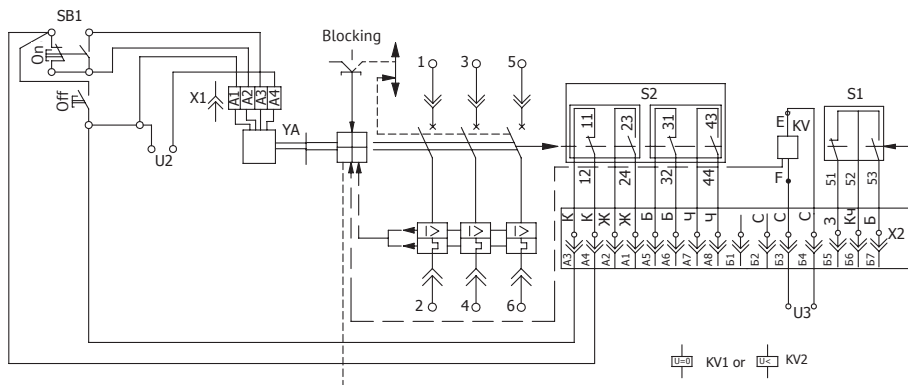 SB1
On
Off
U2
X1
A1
A2
A3
A4
YA
Blocking
1
3
5
2
4
6
S2
11
23
31
43
12
24
32
44
E
KV
F
S1
51
52
53
К К Ж Ж Б Б Ч Ч С С С З Кч Б
X2
А3 А4 А2 А1 А5 А6 А7 А8 Б1 Б2 Б3 Б4 Б5 Б6 Б7
U3
U=0 KV1 or U< KV2